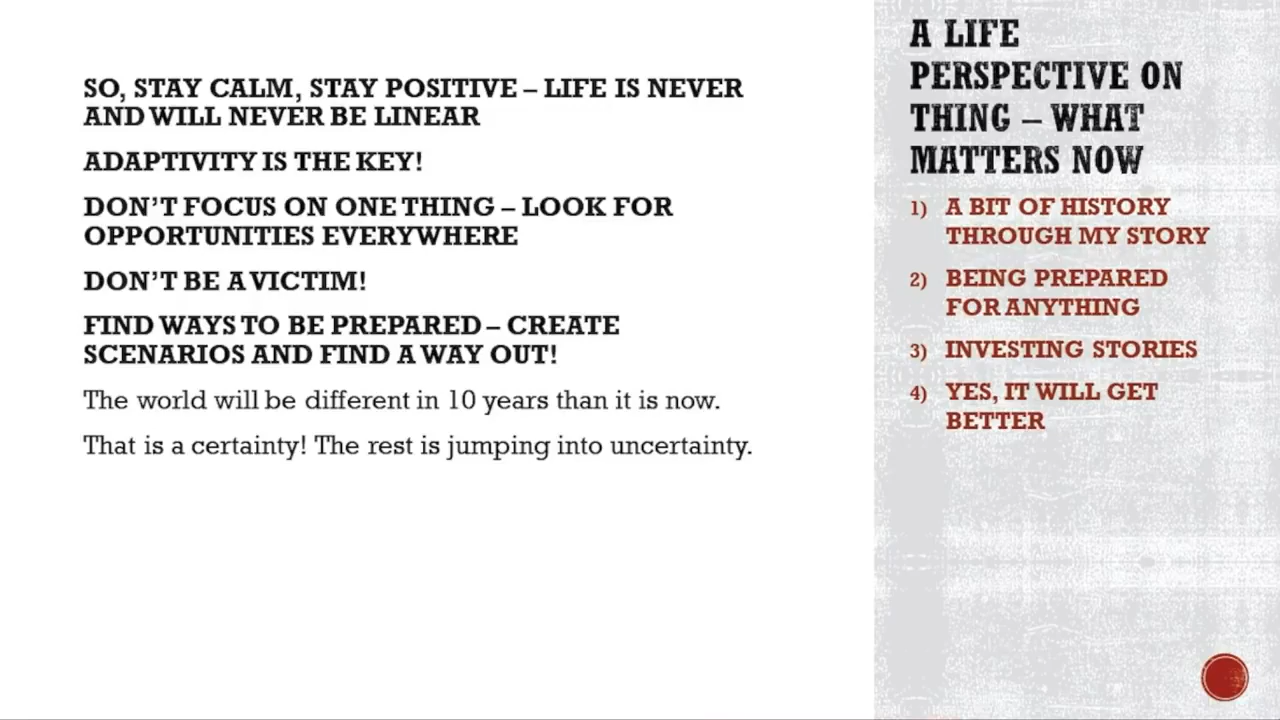 SO, STAY CALM, STAY POSITIVE – LIFE IS NEVER
AND WILL NEVER BE LINEAR
ADAPTIVITY IS THE KEY!
DON'T FOCUS ON ONE THING – LOOK FOR
OPPORTUNITIES EVERYWHERE
DON'T BE A VICTIM!
FIND WAYS TO BE PREPARED – CREATE
SCENARIOS AND FIND A WAY OUT!
The world will be different in 10 years than it is now.
That is a certainty! The rest is jumping into uncertainty.
A LIFE
PERSPECTIVE ON
THING – WHAT
MATTERS NOW
1) A BIT OF HISTORY
THROUGH MY STORY
2) BEING PREPARED
FOR ANYTHING
3) INVESTING STORIES
4) YES, IT WILL GET
BETTER